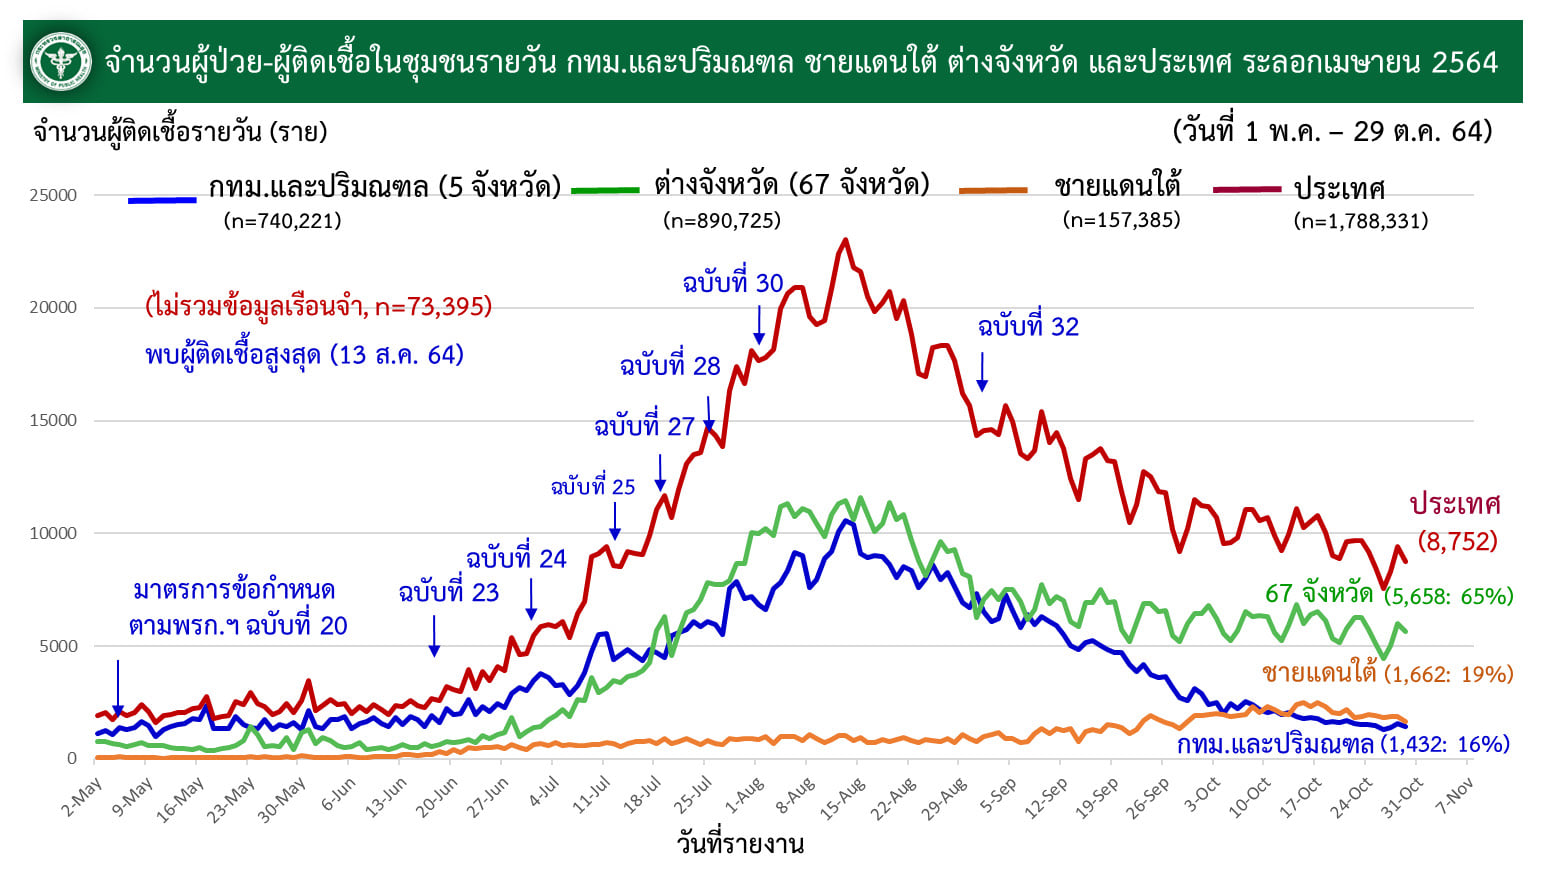 จำนวนผู้ป่วย-ผู้ติดเชื้อในชุมชนรายวัน กทม.และปริมณฑล ชายแดนใต้ ต่างจังหวัด และประเทศ ระลอกเมษายน 2564
จำนวนผู้ติดเชื้อรายวัน (ราย)
(วันที่ 1 พ.ค. – 29 ต.ค. 64)
กทม.และปริมณฑล (5 จังหวัด)
(n=740,221)
ต่างจังหวัด (67 จังหวัด)
(n=890,725)
ชายแดนใต้
(n=157,385)
ประเทศ
(n=1,788,331)
25000
20000
15000
10000
5000
0
(ไม่รวมข้อมูลเรือนจำ, n=73,395)
พบผู้ติดเชื้อสูงสุด (13 ส.ค. 64)
มาตรการข้อกำหนด
ตามพรก.ฯ ฉบับที่ 20
ฉบับที่ 23
ฉบับที่ 24
ฉบับที่ 25
ฉบับที่ 27
ฉบับที่ 28
ฉบับที่ 30
ฉบับที่ 32
ประเทศ
(8,752)
67 จังหวัด (5,658: 65%)
ชายแดนใต้ (1,662: 19%)
กทม.และปริมณฑล (1,432: 16%)
2-May
9-May
16-May
23-May
30-May
6-Jun
13-Jun
20-Jun
27-Jun
4-Jul
11-Jul
18-Jul
25-Jul
1-Aug
8-Aug
15-Aug
22-Aug
29-Aug
5-Sep
12-Sep
19-Sep
26-Sep
3-Oct
10-Oct
17-Oct
24-Oct
31-Oct
7-Nov
วันที่รายงาน